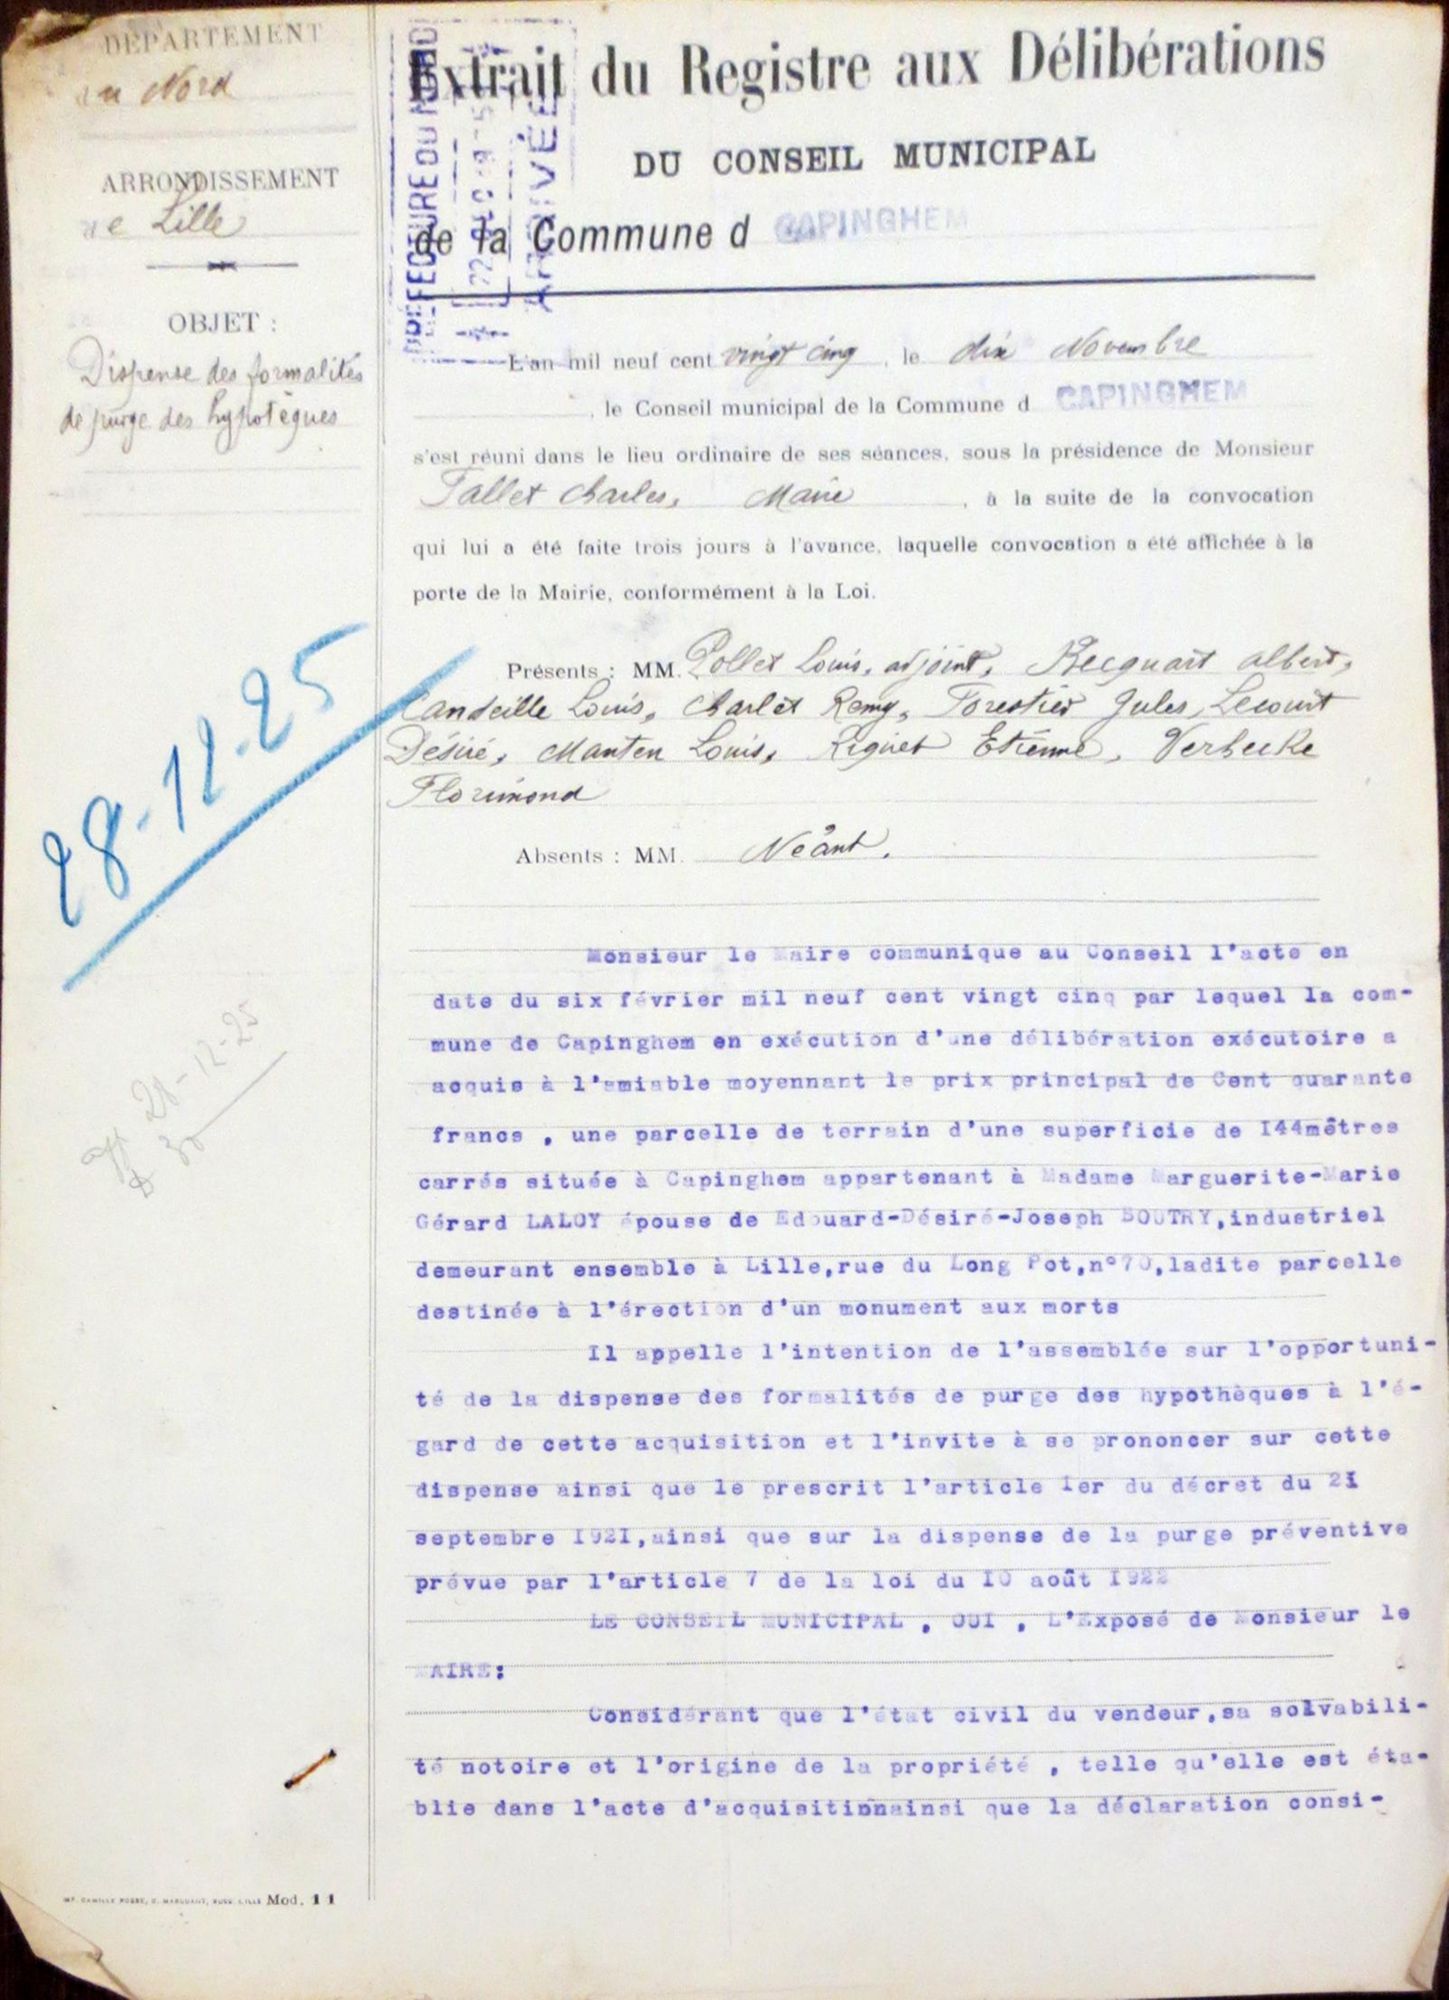 DÉPARTEMENT
du Nord
ARRONDISSEMENT
de Lille
OBJET :
Dispense des formalités
de purge des hypotèques
28-12-25
28-12-25
Mod. 11
PRÉFECTURE DU NORD
ARRIVÉE
Extrait du Registre aux Délibérations
DU CONSEIL MUNICIPAL
de la Commune d CAPINGHEM
L'an mil neuf cent vingt cinq, le dix Novembre
, le Conseil municipal de la Commune d CAPINGHEM
s'est réuni dans le lieu ordinaire de ses séances, sous la présidence de Monsieur
Charles, Maire, à la suite de la convocation
qui lui a été faite trois jours à l'avance, laquelle convocation a été affichée à la
porte de la Mairie, conformément à la Loi.
Présents : MM. Pollet Louis, adjoint, Becquart Albert,
Candeille Louis, Charlet Remy, Forestier Jules, Lecourt
Désiré, Manten Louis, Riquet Etienne, Verbecke
Florimond
Absents : MM. Néant.
Monsieur le Maire communique au Conseil l'acte en
date du six février mil neuf cent vingt cinq par lequel la com-
mune de Capinghem en exécution d'une délibération exécutoire a
acquis à l'amiable moyennant le prix principal de Cent quarante
francs , une parcelle de terrain d'une superficie de I44mêtres
carrés située à Capinghem appartenant à Madame Marguerite-Marie
Gérard LALOY épouse de Edouard-Désiré-Joseph BOUTRY,industriel
demeurant ensemble à Lille,rue du Long Pot,n°70,ladite parcelle
destinée à l'érection d'un monument aux morts
Il appelle l'intention de l'assemblée sur l'opportuni-
té de la dispense des formalités de purge des hypothèques à l'é-
gard de cette acquisition et l'invite à se prononcer sur cette
dispense ainsi que le prescrit l'article Ier du décret du 2I
septembre I92I,ainsi que sur la dispense de la purge préventive
prévue par l'article 7 de la loi du I0 août I922
LE CONSEIL MUNICIPAL , OUI , L'Exposé de Monsieur le
MAIRE:
Considérant que l'état civil du vendeur,sa solvabili-
té notoire et l'origine de la propriété , telle qu'elle est éta-
blie dans l'acte d'acquisitionainsi que la déclaration consi-